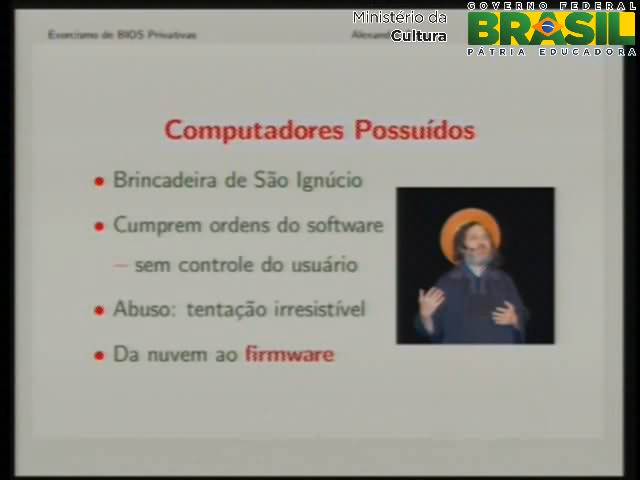 Exorcismo de BIOS Privativas
Ministério da
Cultura
GOVERNO FEDERAL
BRASIL
PÁTRIA EDUCADORA
Computadores Possuídos
• Brincadeira de São Ignúcio
• Cumprem ordens do software
– sem controle do usuário
• Abuso: tentação irresistível
• Da nuvem ao firmware